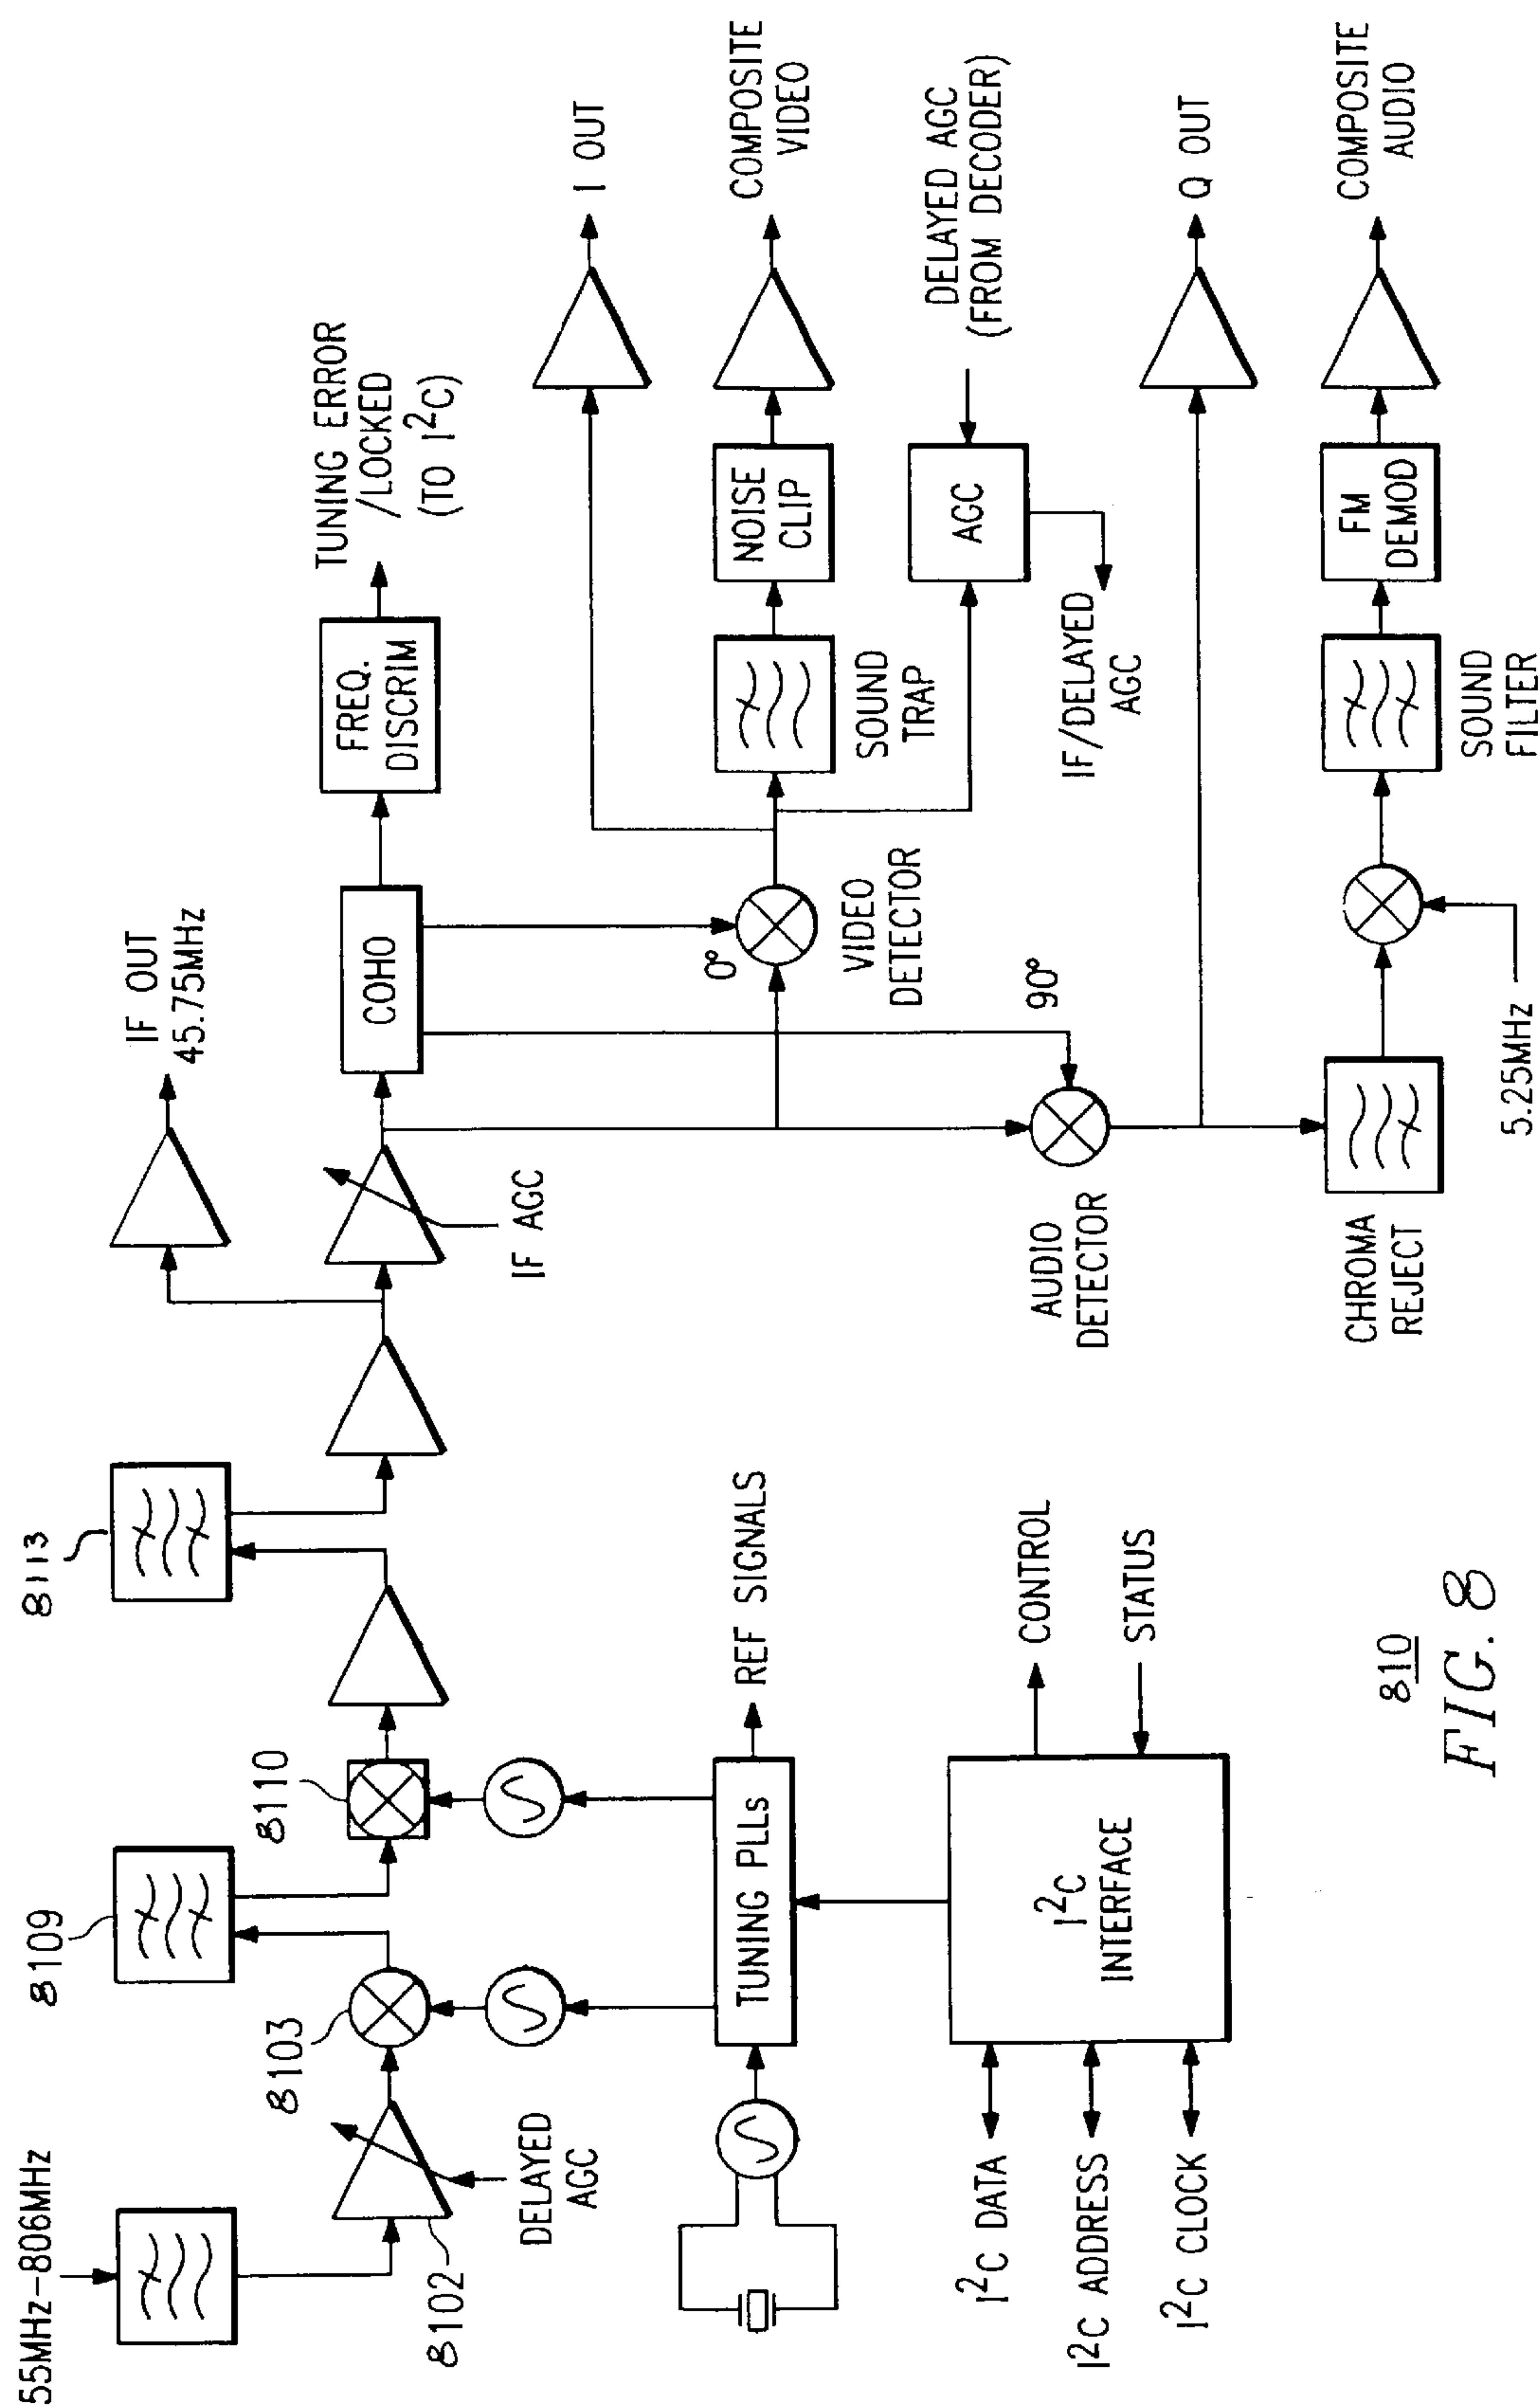 55MHz-806MHz
8102
DELAYED
AGC
8103
8109
8110
8113
IF OUT
45.75MHz
IF AGC
COHO
FREQ.
DISCRIM
TUNING ERROR
/LOCKED
(TO I2C)
I OUT
0°
VIDEO
DETECTOR
SOUND
TRAP
NOISE
CLIP
COMPOSITE
VIDEO
AGC
DELAYED AGC
(FROM DECODER)
IF/DELAYED
AGC
90°
AUDIO
DETECTOR
Q OUT
CHROMA
REJECT
5.25MHz
SOUND
FILTER
FM
DEMOD
COMPOSITE
AUDIO
TUNING PLLs
REF SIGNALS
I2C
INTERFACE
I2C DATA
I2C ADDRESS
I2C CLOCK
CONTROL
STATUS
810
FIG. 8